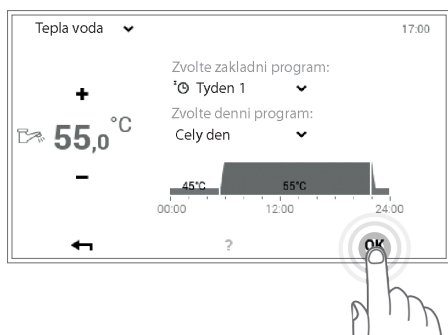 Tepla voda
17:00
Zvolte zakladni program:
Tyden 1
Zvolte denni program:
Cely den
+
55,0 °C
−
45°C 55°C
00:00 12:00 24:00
? OK